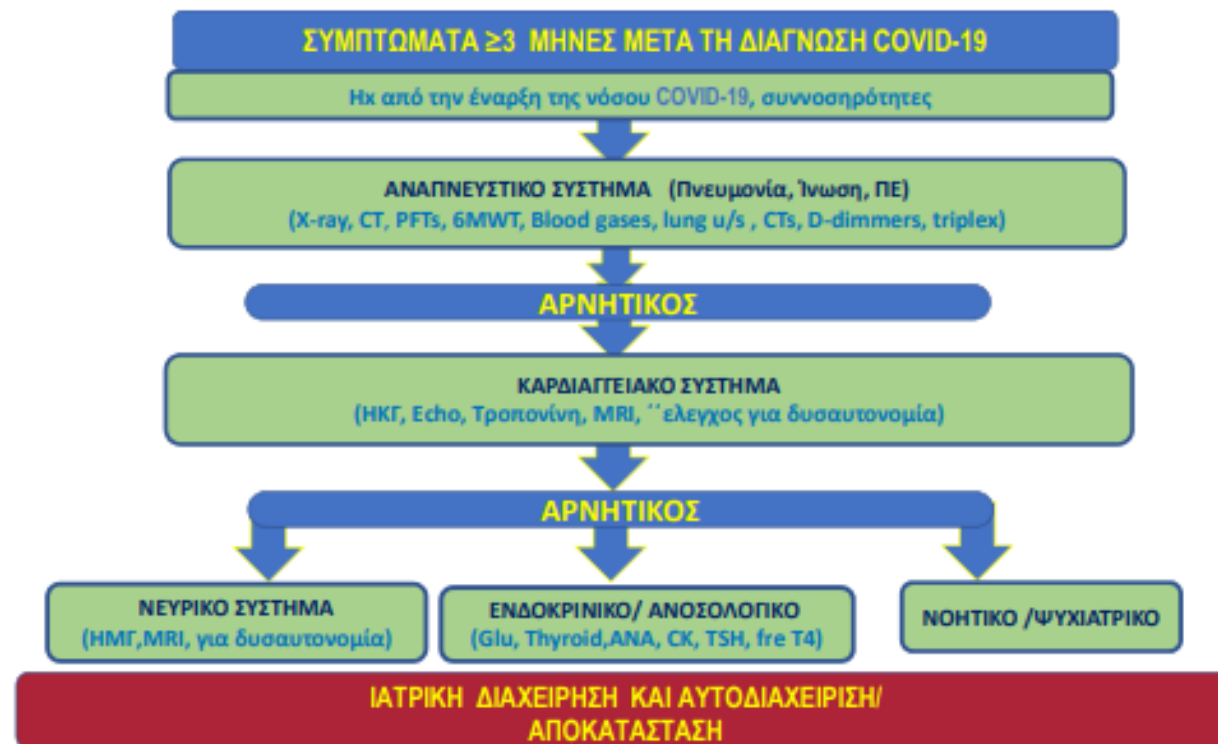 ΣΥΜΠΤΩΜΑΤΑ ≥3 ΜΗΝΕΣ ΜΕΤΑ ΤΗ ΔΙΑΓΝΩΣΗ COVID-19
Ηx από την έναρξη της νόσου COVID-19, συννοσηρότητες
ΑΝΑΠΝΕΥΣΤΙΚΟ ΣΥΣΤΗΜΑ (Πνευμονία, Ίνωση, ΠΕ)
(X-ray, CT, PFTs, 6MWT, Blood gases, lung u/s , CTs, D-dimmers, triplex)
ΑΡΝΗΤΙΚΟΣ
ΚΑΡΔΙΑΓΓΕΙΑΚΟ ΣΥΣΤΗΜΑ
(ΗΚΓ, Echo, Τροπονίνη, MRI, ΄΄ελεγχος για δυσαυτονομία)
ΑΡΝΗΤΙΚΟΣ
ΝΕΥΡΙΚΟ ΣΥΣΤΗΜΑ
(ΗΜΓ,MRI, για δυσαυτονομία)
ΕΝΔΟΚΡΙΝΙΚΟ/ ΑΝΟΣΟΛΟΓΙΚΟ
(Glu, Thyroid,ANA, CK, TSH, fre T4)
ΝΟΗΤΙΚΟ /ΨΥΧΙΑΤΡΙΚΟ
ΙΑΤΡΙΚΗ ΔΙΑΧΕΙΡΗΣΗ ΚΑΙ ΑΥΤΟΔΙΑΧΕΙΡΙΣΗ/
ΑΠΟΚΑΤΑΣΤΑΣΗ